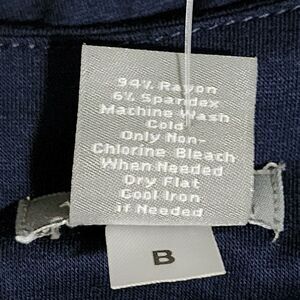 94% Rayon
6% Spandex
Machine Wash
Cold
Only Non-
Chlorine Bleach
When Needed
Dry Flat
Cool Iron
if Needed
B